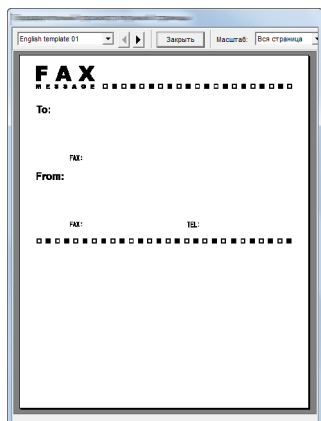 English template 01 Закрыть Масштаб: Вся страница
FAX
MESSAGE
To:
FAX:
From:
FAX: TEL: